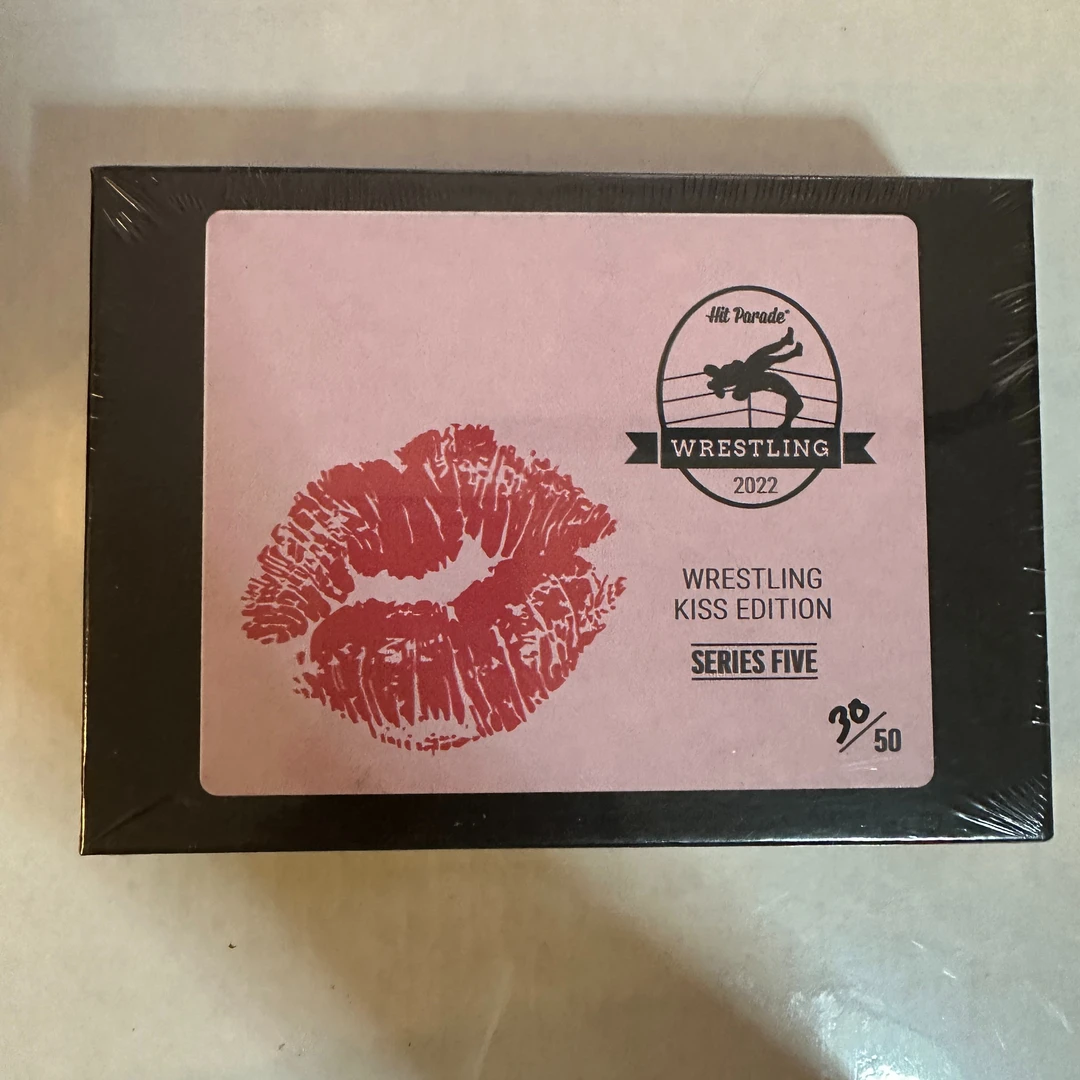 Hit Parade
WRESTLING
2022
WRESTLING
KISS EDITION
SERIES FIVE
30/50